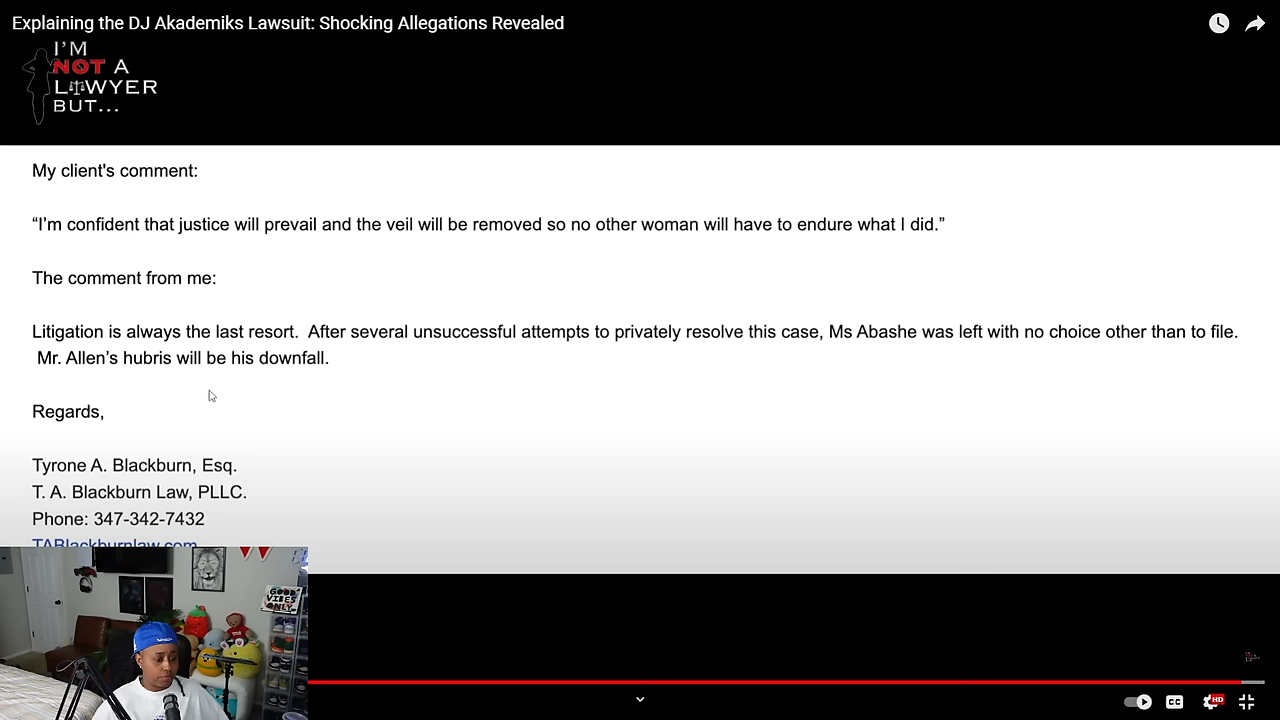 Explaining the DJ Akademiks Lawsuit: Shocking Allegations Revealed
I'M
NOT A
LAWYER
BUT...
My client's comment:
“I’m confident that justice will prevail and the veil will be removed so no other woman will have to endure what I did.”
The comment from me:
Litigation is always the last resort.  After several unsuccessful attempts to privately resolve this case, Ms Abashe was left with no choice other than to file.
Mr. Allen’s hubris will be his downfall.
Regards,
Tyrone A. Blackburn, Esq.
T. A. Blackburn Law, PLLC.
Phone: 347-342-7432
TABlackburnlaw.com
GOOD
VIBES
ONLY
CC
HD